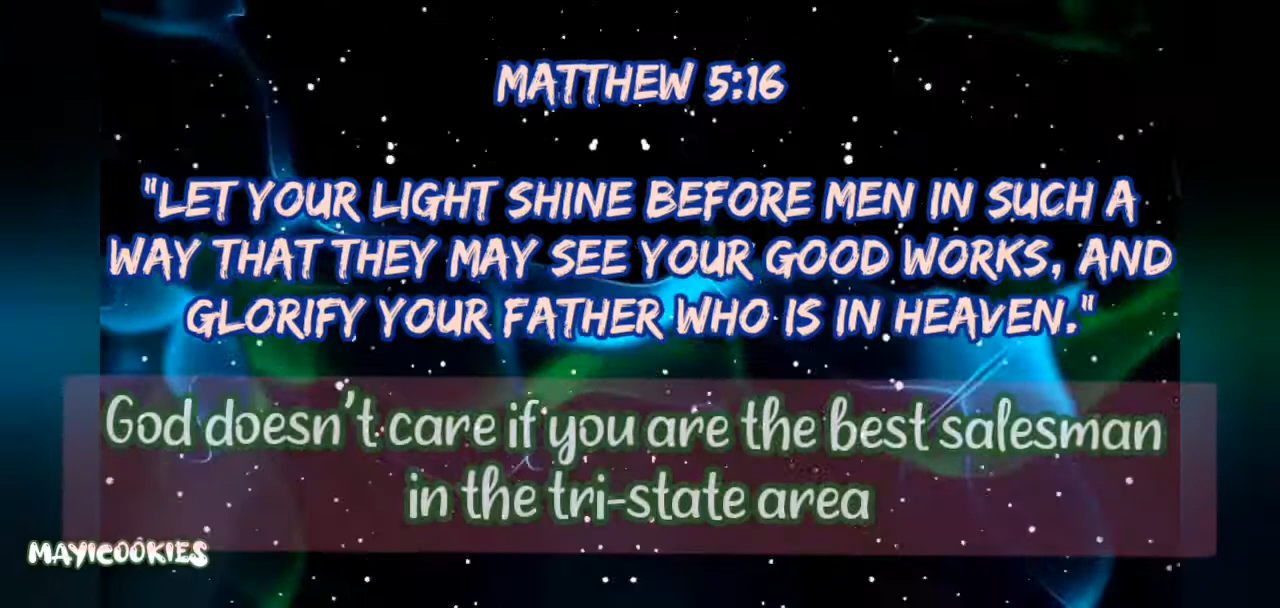 MATTHEW 5:16
"LET YOUR LIGHT SHINE BEFORE MEN IN SUCH A
WAY THAT THEY MAY SEE YOUR GOOD WORKS, AND
GLORIFY YOUR FATHER WHO IS IN HEAVEN."
God doesn't care if you are the best salesman
in the tri-state area
MAYICOOKIES